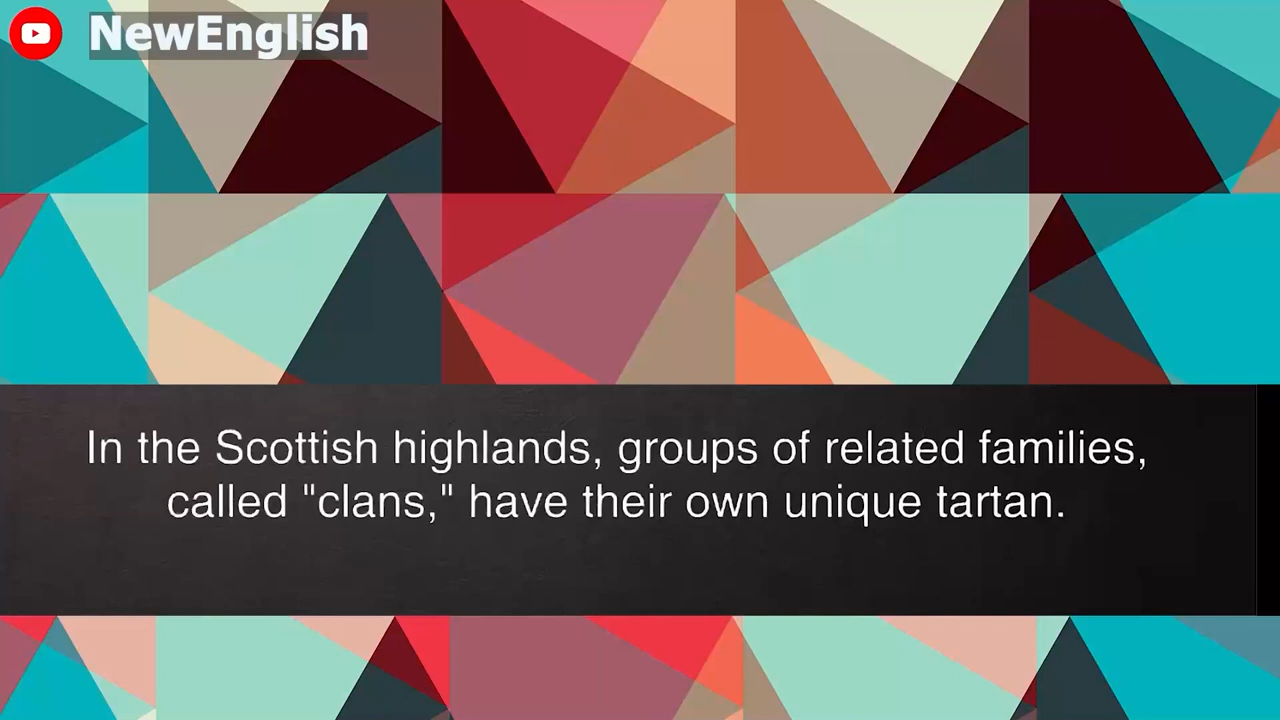 NewEnglish
In the Scottish highlands, groups of related families,
called "clans," have their own unique tartan.